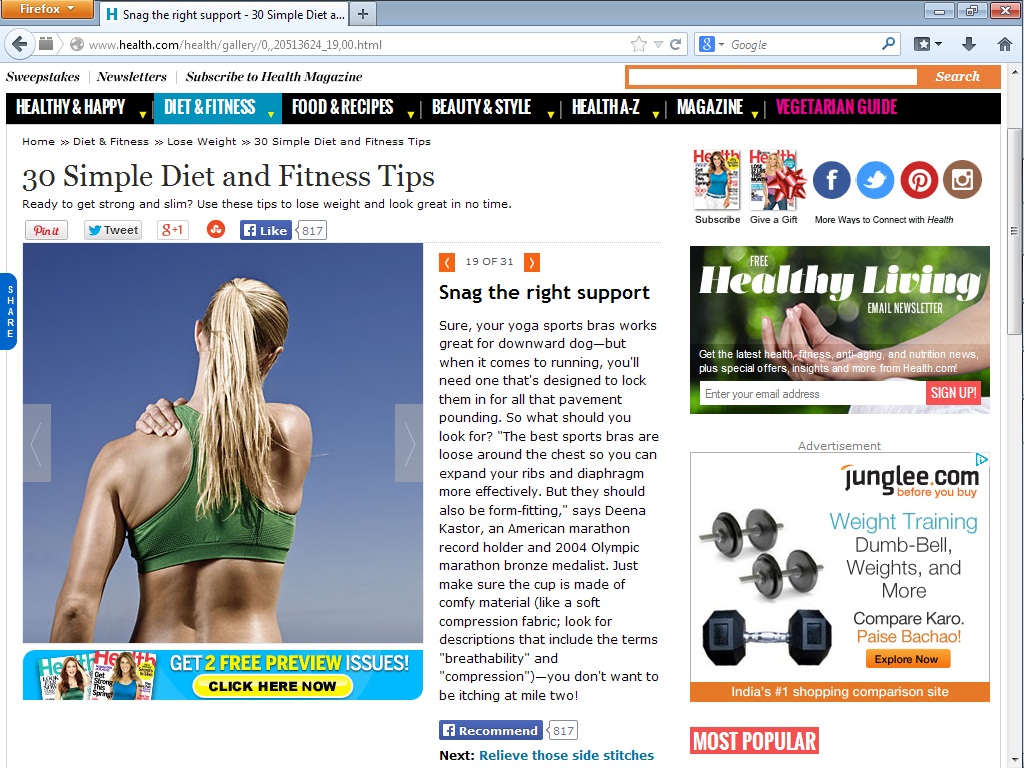 Firefox
Snag the right support - 30 Simple Diet a...
www.health.com/health/gallery/0,,20513624_19,00.html
Google
Sweepstakes
Newsletters
Subscribe to Health Magazine
Search
HEALTHY & HAPPY
DIET & FITNESS
FOOD & RECIPES
BEAUTY & STYLE
HEALTH A-Z
MAGAZINE
VEGETARIAN GUIDE
Home >> Diet & Fitness >> Lose Weight >> 30 Simple Diet and Fitness Tips
30 Simple Diet and Fitness Tips
Ready to get strong and slim? Use these tips to lose weight and look great in no time.
Pin it
Tweet
+1
Like
817
SHARE
19 OF 31
Snag the right support
Sure, your yoga sports bras works
great for downward dog—but
when it comes to running, you'll
need one that's designed to lock
them in for all that pavement
pounding. So what should you
look for? "The best sports bras are
loose around the chest so you can
expand your ribs and diaphragm
more effectively. But they should
also be form-fitting," says Deena
Kastor, an American marathon
record holder and 2004 Olympic
marathon bronze medalist. Just
make sure the cup is made of
comfy material (like a soft
compression fabric; look for
descriptions that include the terms
"breathability" and
"compression")—you don't want to
be itching at mile two!
Recommend
817
Next: Relieve those side stitches
Health
GET 2 FREE PREVIEW ISSUES!
CLICK HERE NOW
Health
Health
Subscribe
Give a Gift
More Ways to Connect with Health
FREE
Healthy Living
EMAIL NEWSLETTER
Get the latest health, fitness, anti-aging, and nutrition news,
plus special offers, insights and more from Health.com!
Enter your email address
SIGN UP!
Advertisement
junglee.com
before you buy
Weight Training
Dumb-Bell,
Weights, and
More
Compare Karo.
Paise Bachao!
Explore Now
India's #1 shopping comparison site
MOST POPULAR